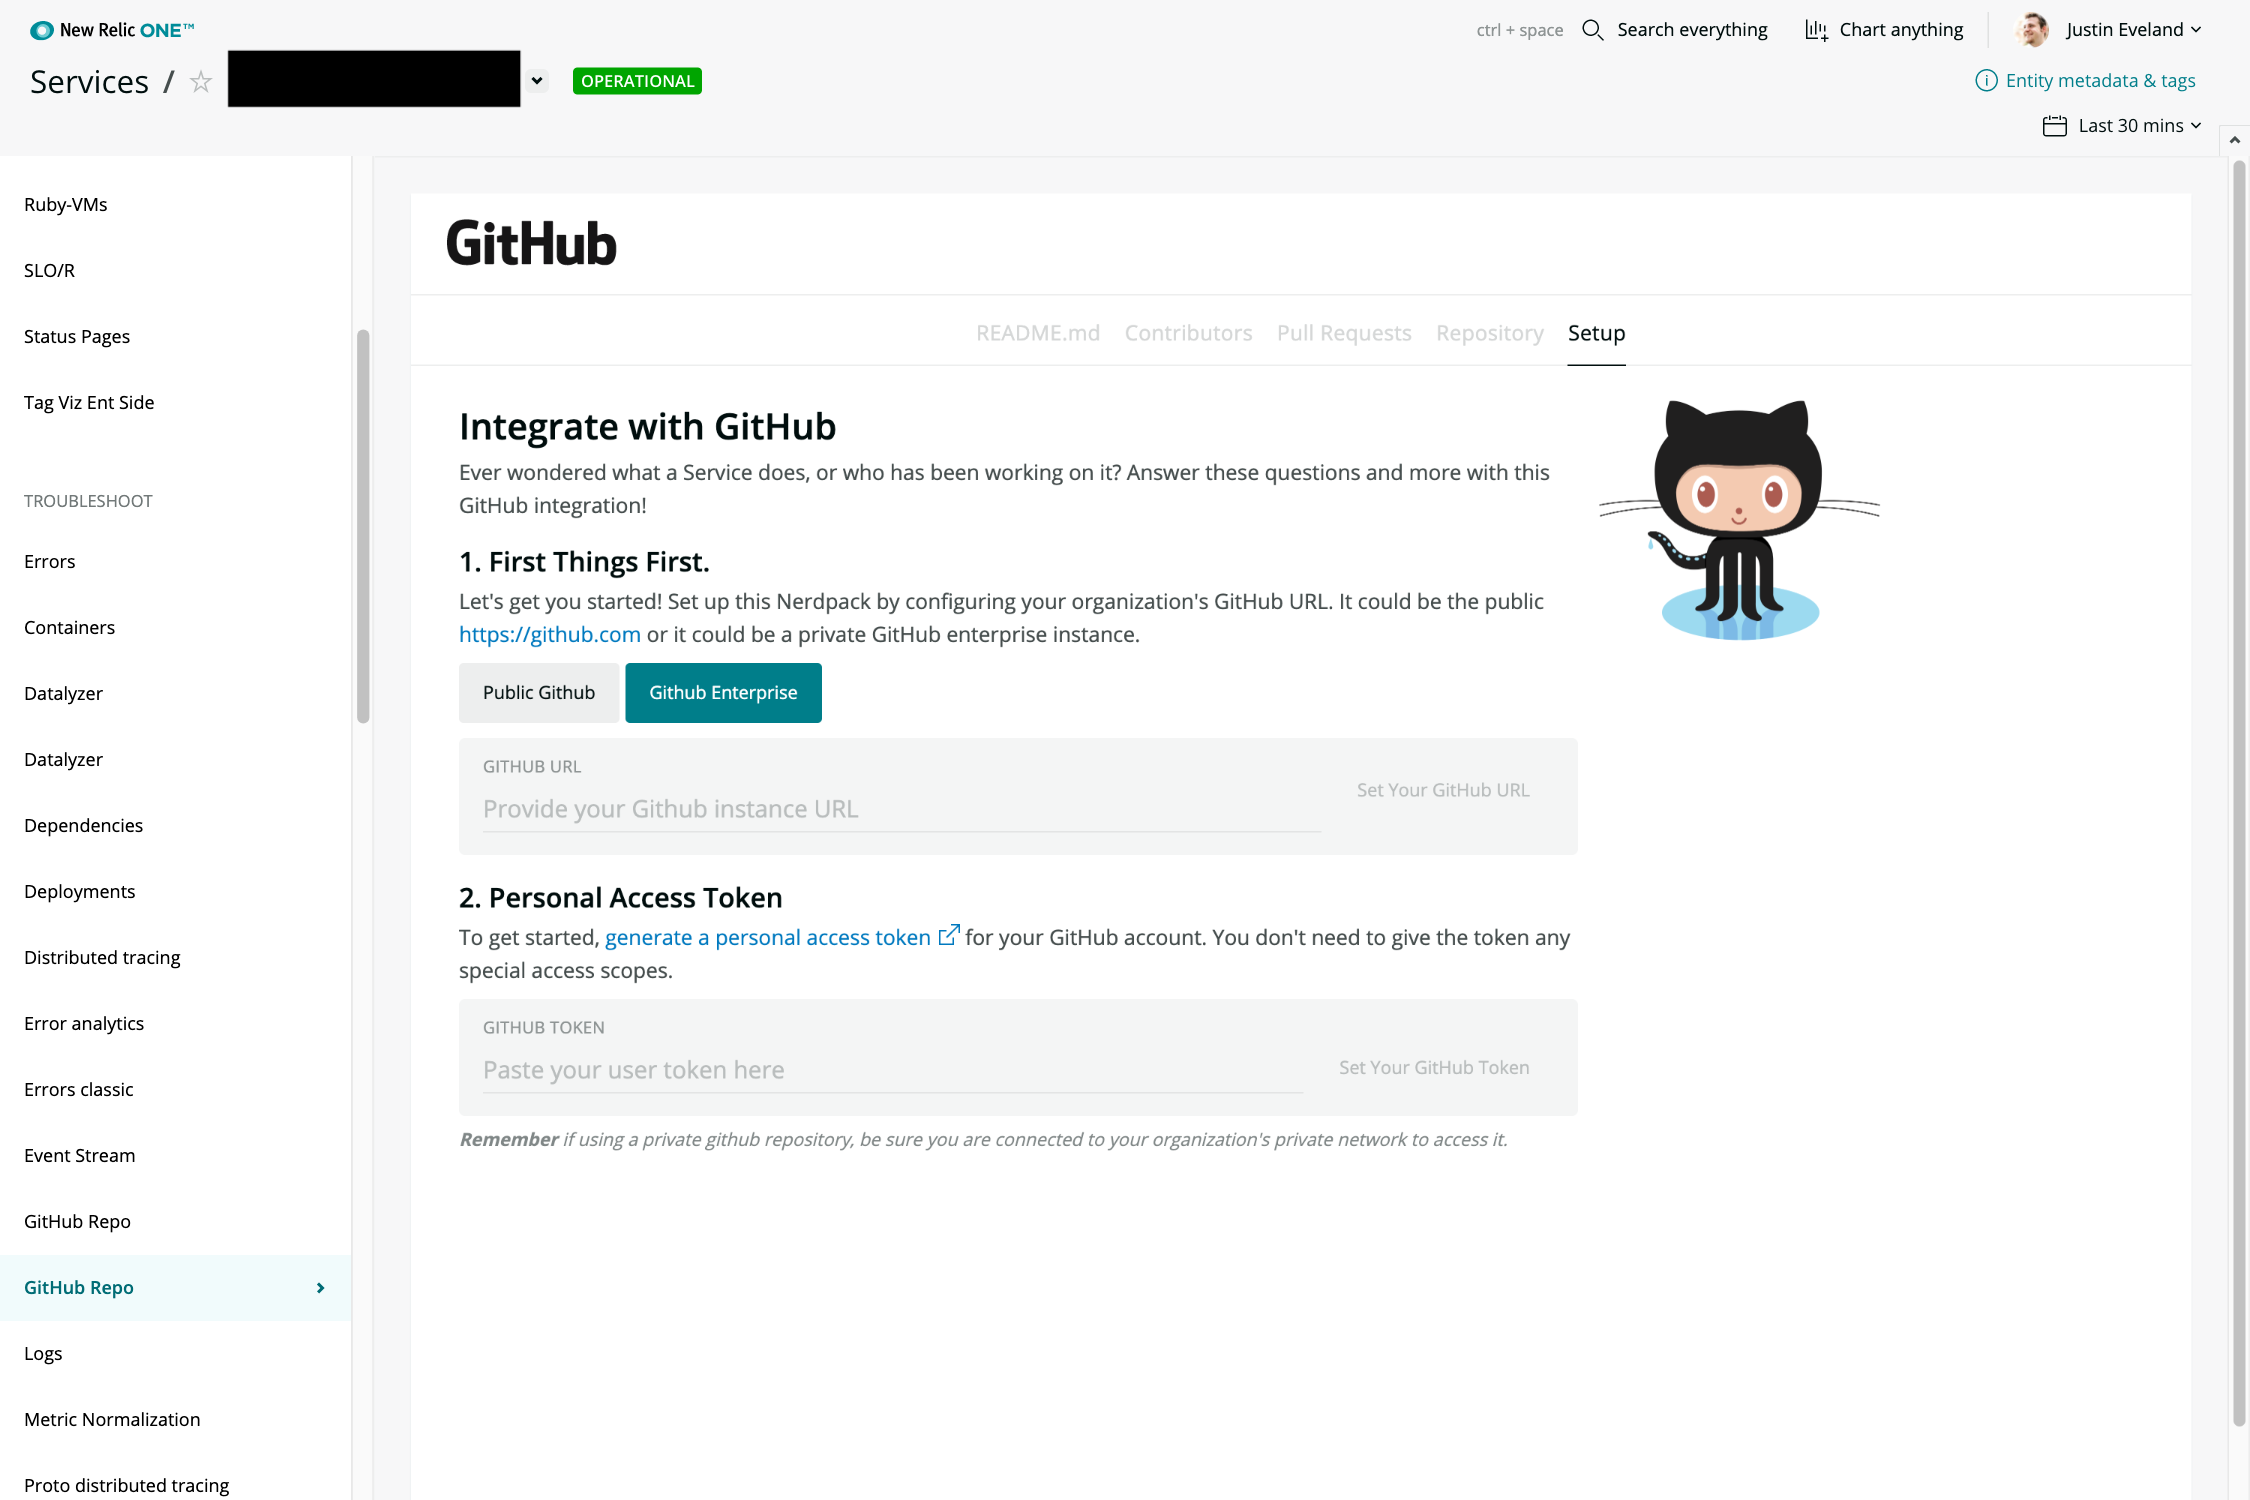 New Relic ONE™
ctrl + space
Search everything
Chart anything
Justin Eveland
Services /
OPERATIONAL
Entity metadata & tags
Last 30 mins
Ruby-VMs
SLO/R
Status Pages
Tag Viz Ent Side
TROUBLESHOOT
Errors
Containers
Datalyzer
Datalyzer
Dependencies
Deployments
Distributed tracing
Error analytics
Errors classic
Event Stream
GitHub Repo
GitHub Repo
Logs
Metric Normalization
Proto distributed tracing
GitHub
README.md
Contributors
Pull Requests
Repository
Setup
Integrate with GitHub
Ever wondered what a Service does, or who has been working on it? Answer these questions and more with this
GitHub integration!
1. First Things First.
Let's get you started! Set up this Nerdpack by configuring your organization's GitHub URL. It could be the public
https://github.com or it could be a private GitHub enterprise instance.
Public Github
Github Enterprise
GITHUB URL
Provide your Github instance URL
Set Your GitHub URL
2. Personal Access Token
To get started, generate a personal access token for your GitHub account. You don't need to give the token any
special access scopes.
GITHUB TOKEN
Paste your user token here
Set Your GitHub Token
Remember if using a private github repository, be sure you are connected to your organization's private network to access it.